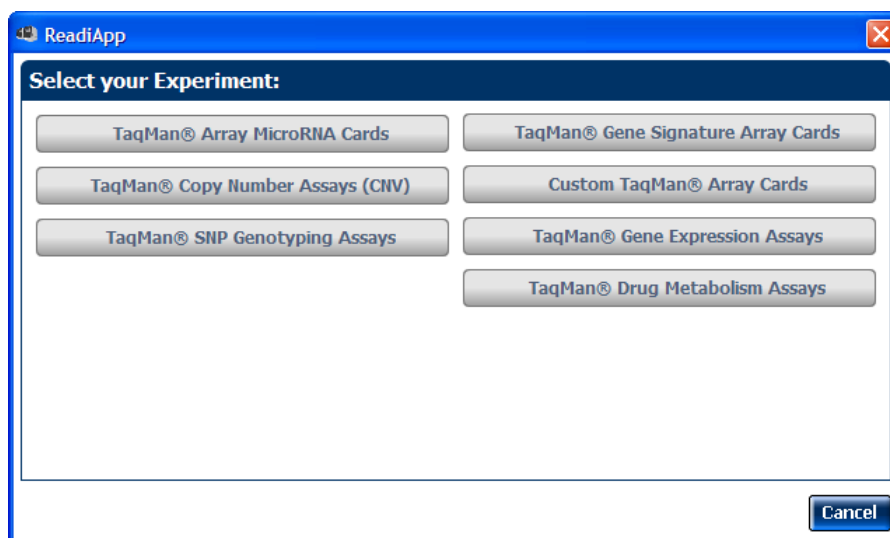 ReadiApp
Select your Experiment:
TaqMan® Array MicroRNA Cards
TaqMan® Gene Signature Array Cards
TaqMan® Copy Number Assays (CNV)
Custom TaqMan® Array Cards
TaqMan® SNP Genotyping Assays
TaqMan® Gene Expression Assays
TaqMan® Drug Metabolism Assays
Cancel